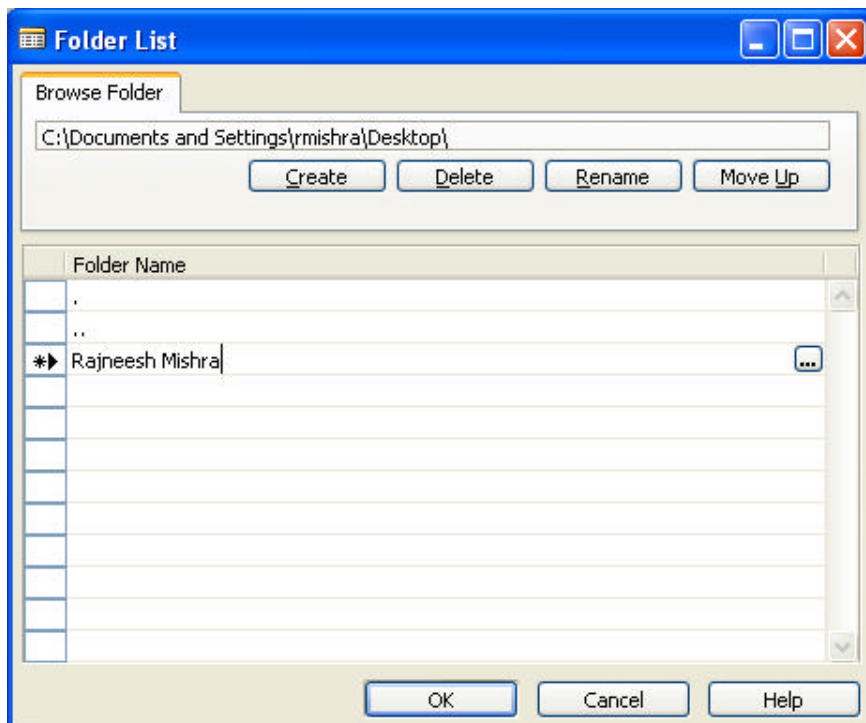 Folder List
Browse Folder
C:\Documents and Settings\rmishra\Desktop\
Create Delete Rename Move Up
Folder Name
.
..
Rajneesh Mishra ...
OK Cancel Help